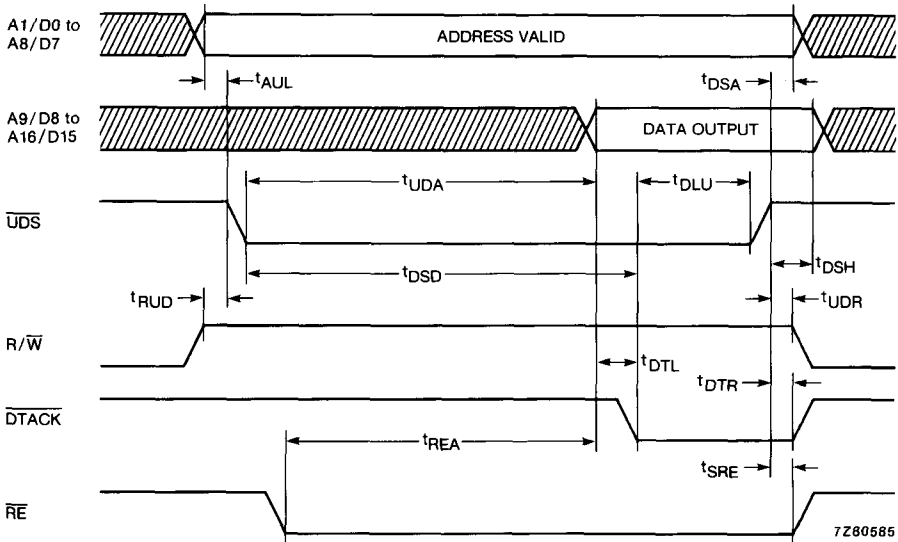 A1/D0 to
A8/D7
ADDRESS VALID
tAUL
tDSA
A9/D8 to
A16/D15
DATA OUTPUT
tUDA
tDLU
UDS
tDSD
tDSH
tRUD
tUDR
R/W
tDTL
tDTR
DTACK
tREA
tSRE
RE
7Z80585